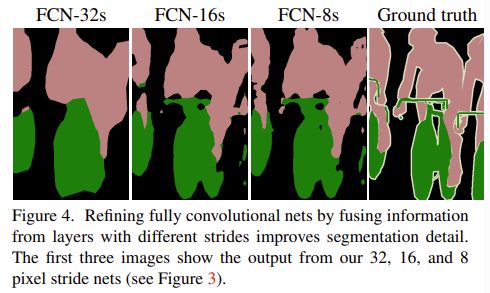 FCN-32s FCN-16s FCN-8s Ground truth
Figure 4. Refining fully convolutional nets by fusing information
from layers with different strides improves segmentation detail.
The first three images show the output from our 32, 16, and 8
pixel stride nets (see Figure 3).